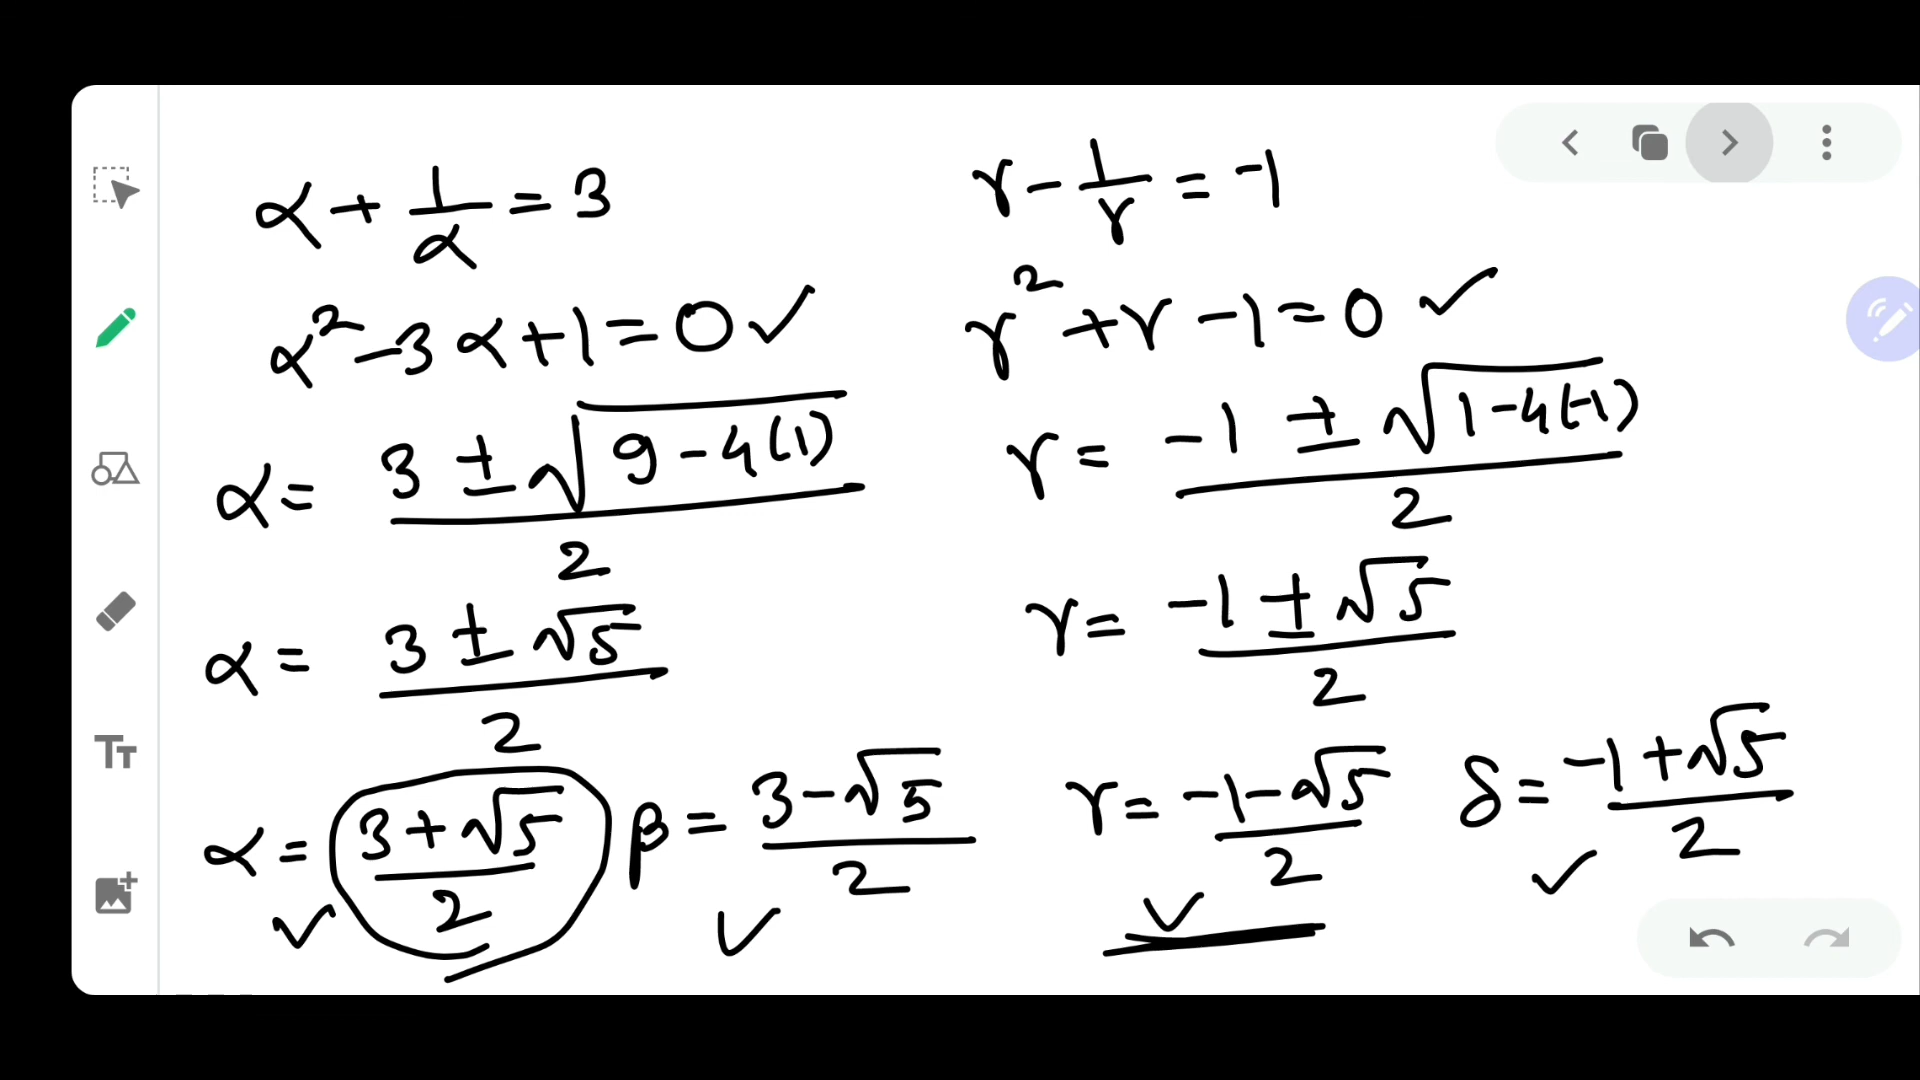 α + 1/α = 3
α² - 3α + 1 = 0 ✓
α = (3 ± √(9 - 4(1)))/2
α = (3 ± √5)/2
α = (3 + √5)/2 ✓ β = (3 - √5)/2 ✓
r - 1/r = -1
r² + r - 1 = 0 ✓
r = (-1 ± √(1 - 4(-1)))/2
r = (-1 ± √5)/2
r = (-1 - √5)/2 ✓ δ = (-1 + √5)/2 ✓
Tт